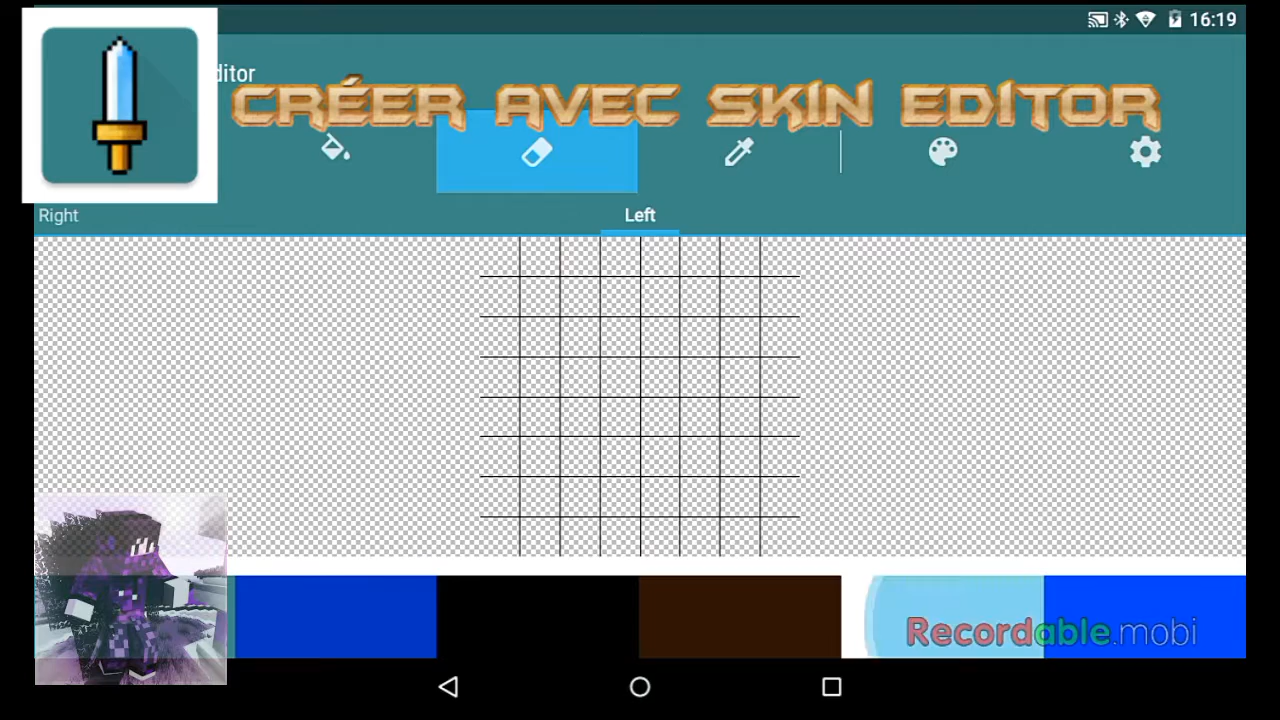 16:19
ditor
CRÉER AVEC SKIN EDITOR
Right
Left
Recordable.mobi